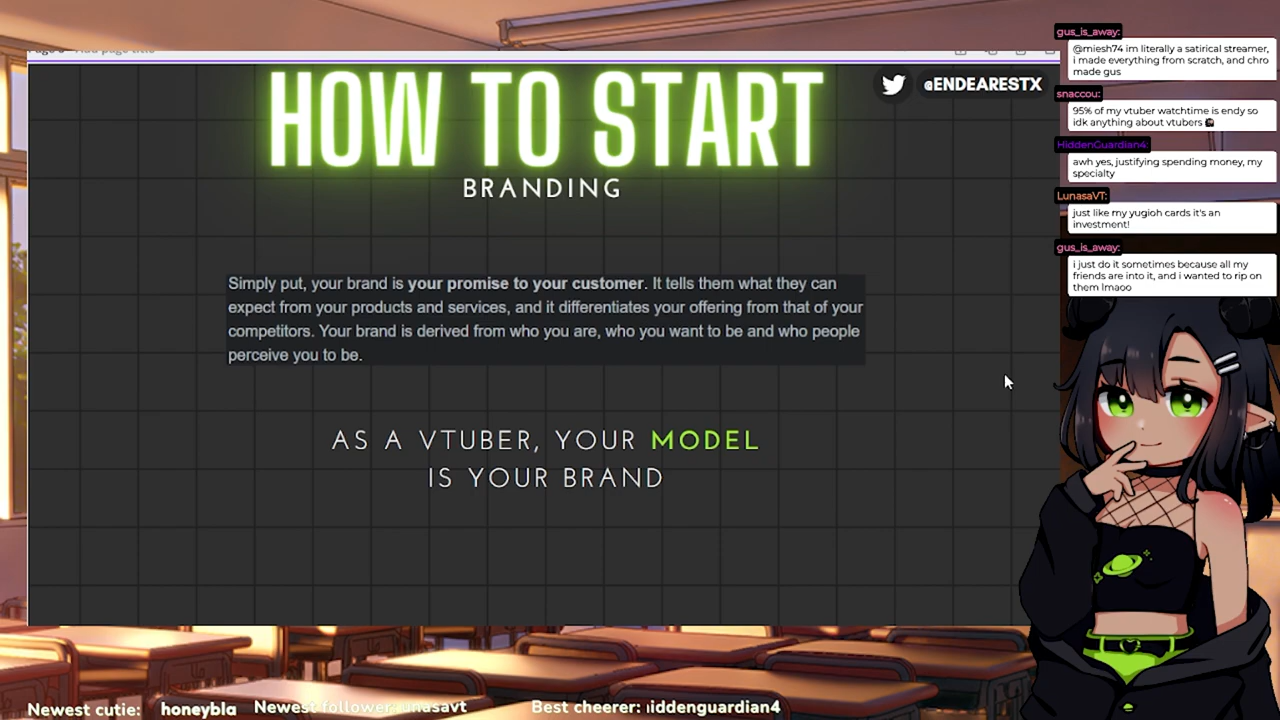 HOW TO START
@ENDEARESTX
BRANDING
Simply put, your brand is your promise to your customer. It tells them what they can
expect from your products and services, and it differentiates your offering from that of your
competitors. Your brand is derived from who you are, who you want to be and who people
perceive you to be.
AS A VTUBER, YOUR MODEL
IS YOUR BRAND
gus_is_away:
@miesh74 im literally a satirical streamer,
i made everything from scratch, and chro
made gus
snaccou:
95% of my vtuber watchtime is endy so
idk anything about vtubers
HiddenGuardian4:
awh yes, justifying spending money, my
specialty
LunasaVT:
just like my yugioh cards it's an
investment!
gus_is_away:
i just do it sometimes because all my
friends are into it, and i wanted to rip on
them lmaoo
Newest cutie: honeybla
Newest follower: unasavt
Best cheerer: iddenguardian4